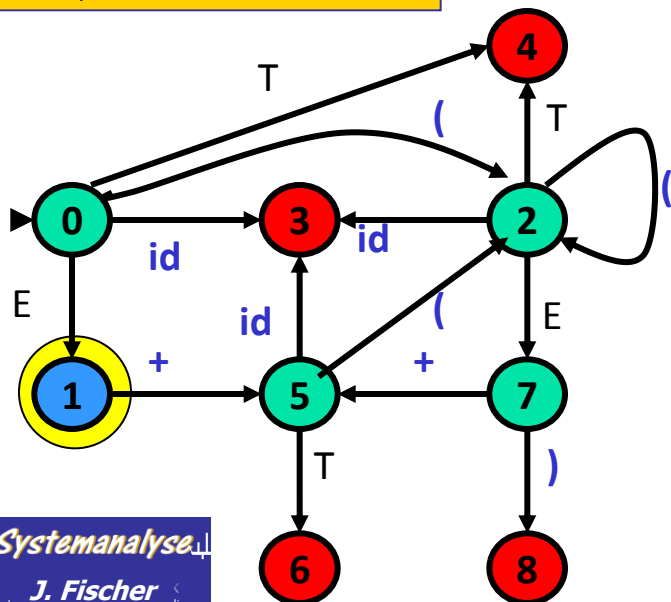 4
T
(
T
0
3
2
(
id
id
E
id
(
E
+
+
1
5
7
T
)
Systemanalyse
J. Fischer
6
8